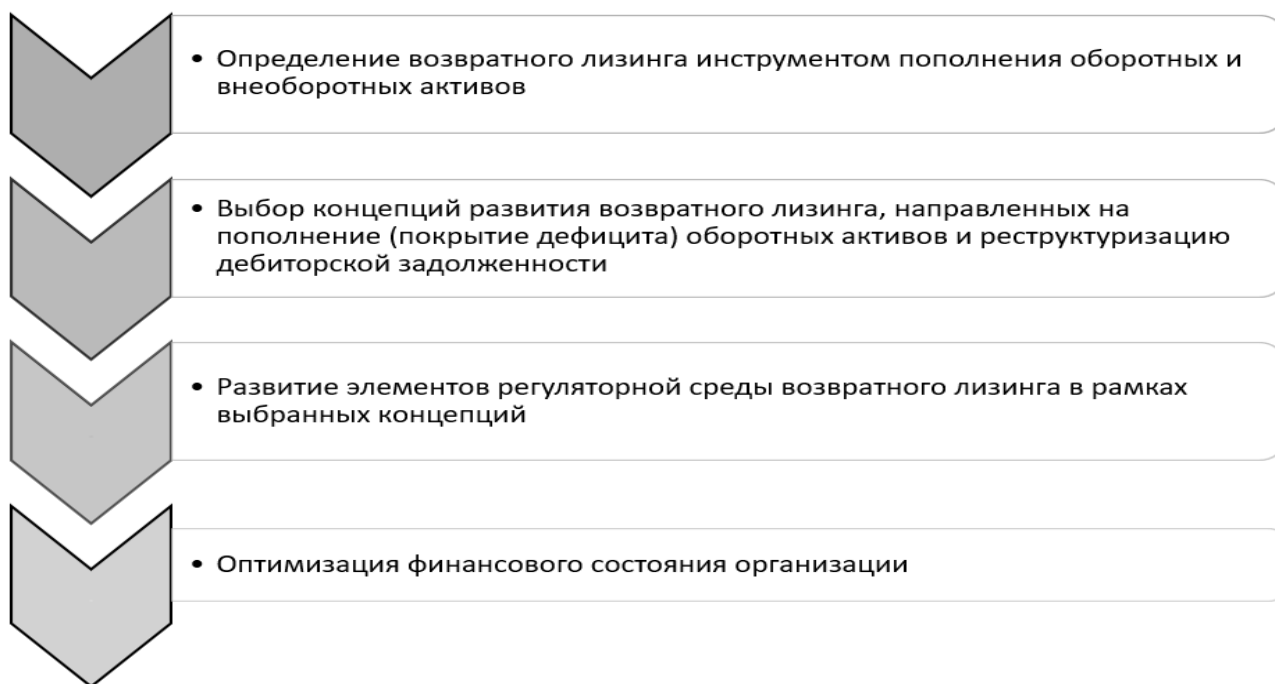 • Определение возвратного лизинга инструментом пополнения оборотных и
внеоборотных активов
• Выбор концепций развития возвратного лизинга, направленных на
пополнение (покрытие дефицита) оборотных активов и реструктуризацию
дебиторской задолженности
• Развитие элементов регуляторной среды возвратного лизинга в рамках
выбранных концепций
• Оптимизация финансового состояния организации